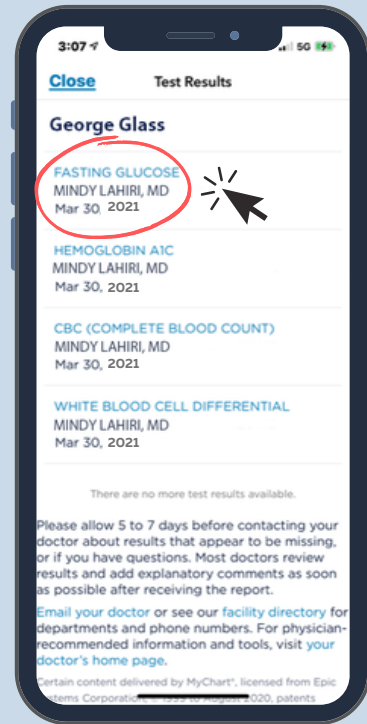 3:07
5G
Close
Test Results
George Glass
FASTING GLUCOSE
MINDY LAHIRI, MD
Mar 30, 2021
HEMOGLOBIN A1C
MINDY LAHIRI, MD
Mar 30, 2021
CBC (COMPLETE BLOOD COUNT)
MINDY LAHIRI, MD
Mar 30, 2021
WHITE BLOOD CELL DIFFERENTIAL
MINDY LAHIRI, MD
Mar 30, 2021
There are no more test results available.
Please allow 5 to 7 days before contacting your
doctor about results that appear to be missing,
or if you have questions. Most doctors review
results and add explanatory comments as soon
as possible after receiving the report.
Email your doctor or see our facility directory for
departments and phone numbers. For physician-
recommended information and tools, visit your
doctor's home page.
Certain content delivered by MyChart®, licensed from Epic
Corporation, 1999 to August 2020, patents